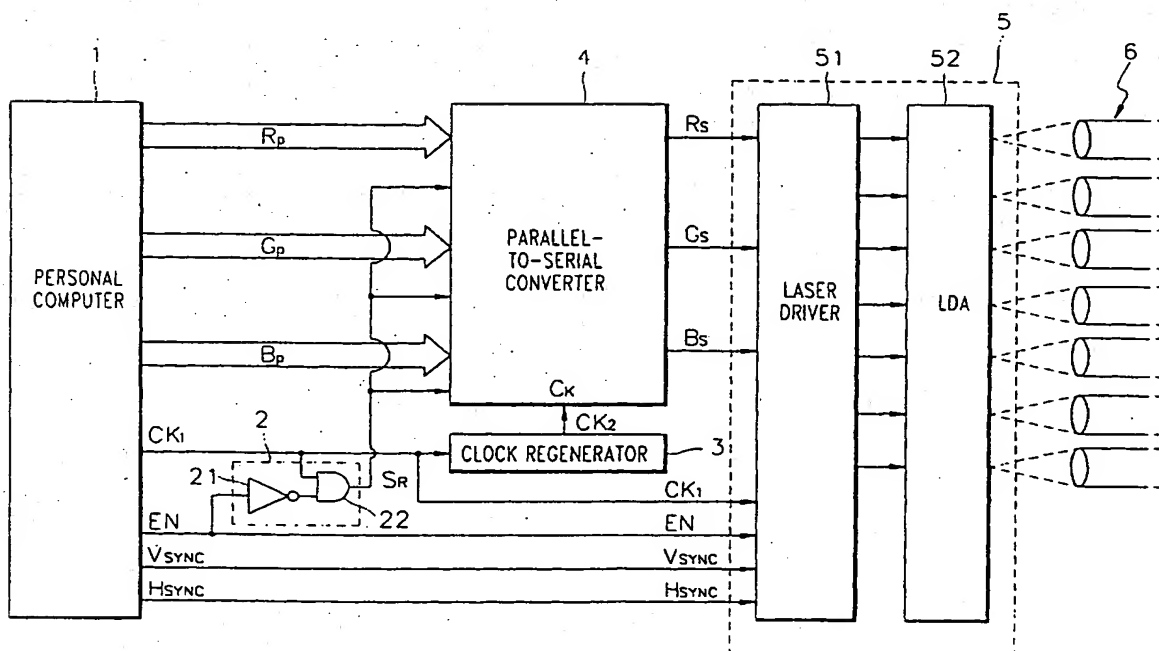 1
4
5
51
52
6
Rp
Rs
Gp
Gs
PERSONAL
COMPUTER
PARALLEL-
TO-SERIAL
CONVERTER
LASER
DRIVER
LDA
Bp
Bs
CK
CK2
CK1
2
CLOCK REGENERATOR
3
21
SR
22
CK1
EN
EN
VSYNC
VSYNC
HSYNC
HSYNC